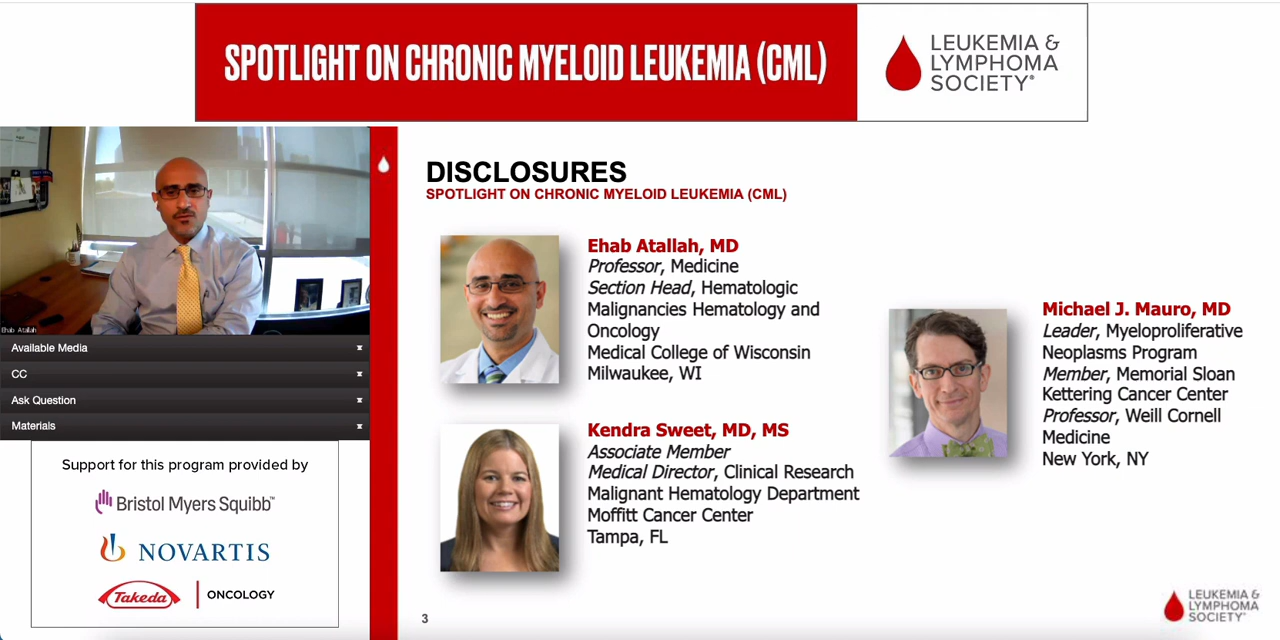 SPOTLIGHT ON CHRONIC MYELOID LEUKEMIA (CML)
LEUKEMIA &
LYMPHOMA
SOCIETY®
Ehab Atallah
Available Media
CC
Ask Question
Materials
Support for this program provided by
Bristol Myers Squibb™
NOVARTIS
Takeda
ONCOLOGY
DISCLOSURES
SPOTLIGHT ON CHRONIC MYELOID LEUKEMIA (CML)
Ehab Atallah, MD
Professor, Medicine
Section Head, Hematologic
Malignancies Hematology and
Oncology
Medical College of Wisconsin
Milwaukee, WI
Kendra Sweet, MD, MS
Associate Member
Medical Director, Clinical Research
Malignant Hematology Department
Moffitt Cancer Center
Tampa, FL
Michael J. Mauro, MD
Leader, Myeloproliferative
Neoplasms Program
Member, Memorial Sloan
Kettering Cancer Center
Professor, Weill Cornell
Medicine
New York, NY
3
LEUKEMIA &
LYMPHOMA
SOCIETY®